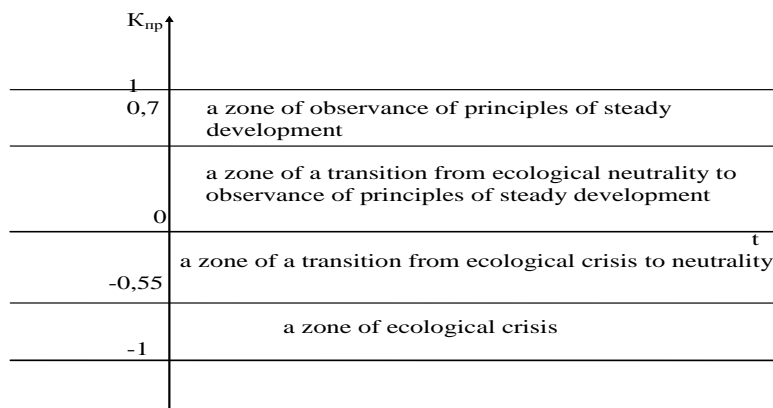 Кпр
1
0,7
a zone of observance of principles of steady
development
a zone of a transition from ecological neutrality to
observance of principles of steady development
0
t
a zone of a transition from ecological crisis to neutrality
-0,55
a zone of ecological crisis
-1